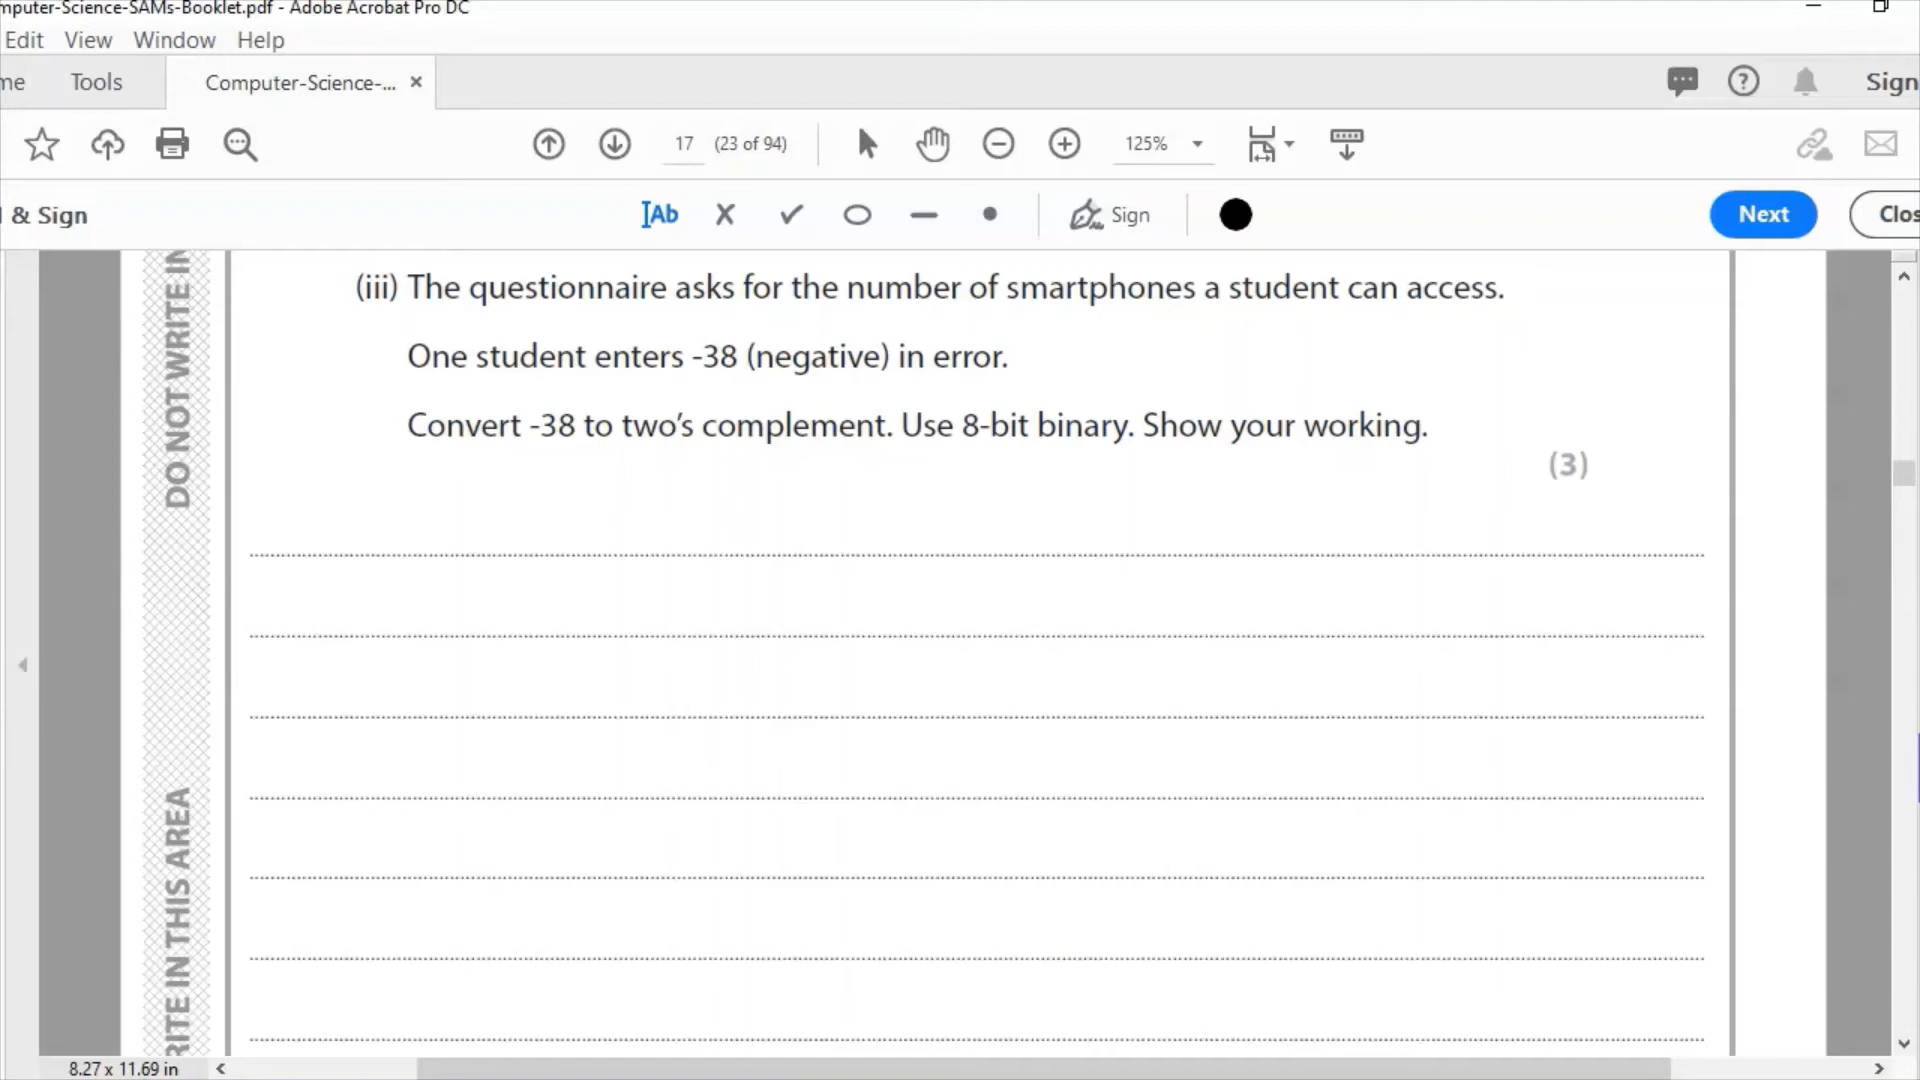 mputer-Science-SAMs-Booklet.pdf - Adobe Acrobat Pro DC
Edit View Window Help
me Tools Computer-Science-... ×
Sign
17 (23 of 94) 125%
& Sign Ab Sign Next Clos
DO NOT WRITE IN
(iii) The questionnaire asks for the number of smartphones a student can access.
One student enters -38 (negative) in error.
Convert -38 to two's complement. Use 8-bit binary. Show your working.
(3)
RITE IN THIS AREA
8.27 x 11.69 in